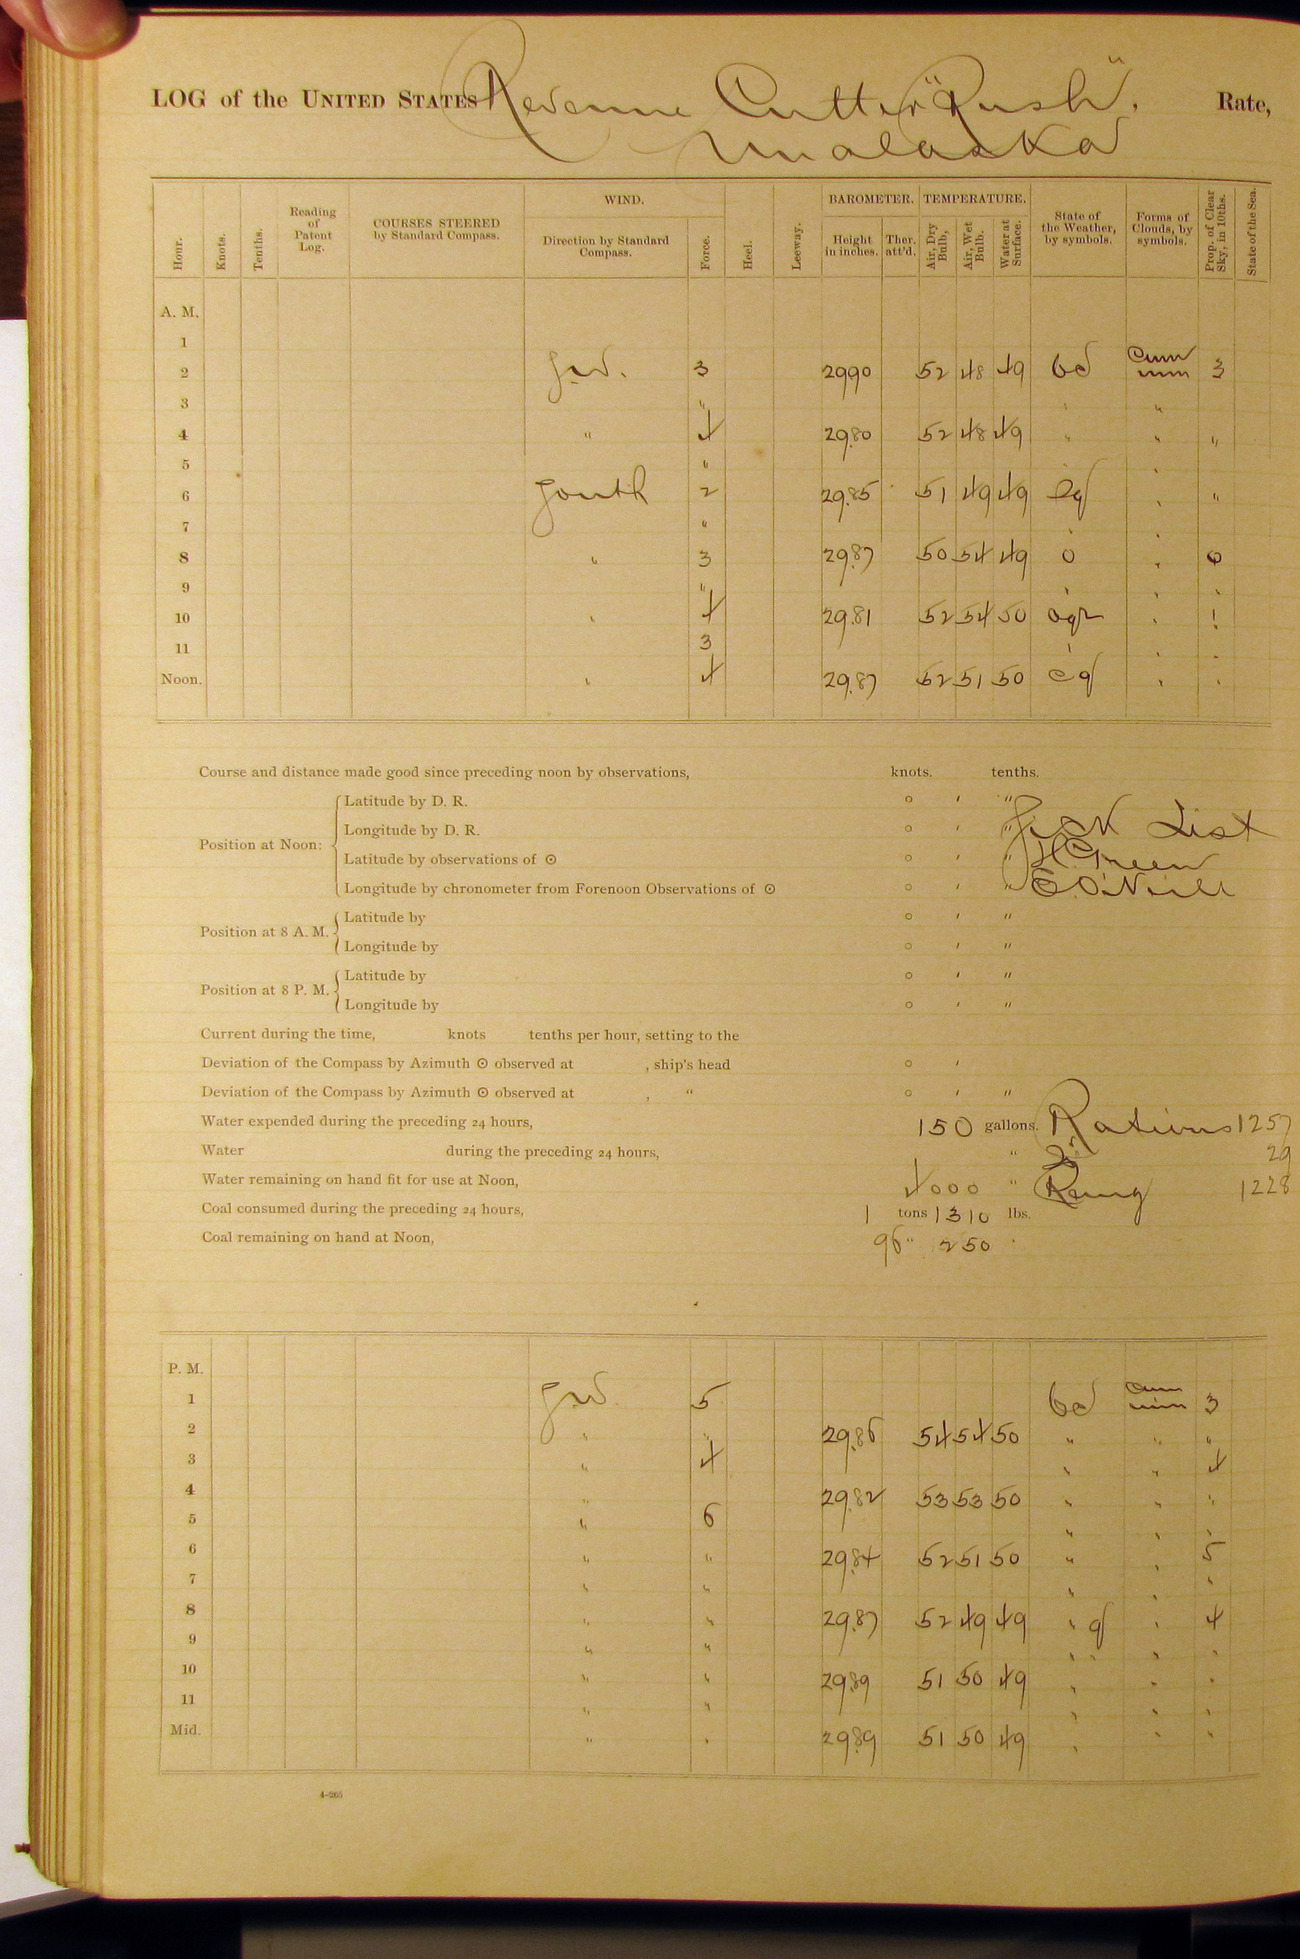 LOG of the UNITED STATES Revenue Cutter "Rush". Rate,
Unalaska
Hour. Knots. Tenths. Reading of Patent Log. COURSES STEERED by Standard Compass. WIND. Direction by Standard Compass. Force. Heel. Leeway. BAROMETER. Height in inches. Ther. att'd. TEMPERATURE. Air, Dry Bulb. Air, Wet Bulb. Water at Surface. State of the Weather, by symbols. Forms of Clouds, by symbols. Prop. of Clear Sky, in 10ths. State of the Sea.
A. M.
1
2 S.W. 3 29.90 52 48 49 bc Cum nim 3
3 " " "
4 " 4 29.80 52 48 49 " " "
5 " "
6 South 2 29.85 51 49 49 " "
7 " " "
8 " 3 29.87 50 54 49 o " 0
9 " " " "
10 " 4 29.81 52 54 50 " "
11 3 " " "
Noon. " 4 29.87 52 51 50 cq " "
Course and distance made good since preceding noon by observations, knots. tenths.
Position at Noon:
Latitude by D. R. ° ′ ″
Longitude by D. R. ° ′ ″ Sick List
Latitude by observations of ☉ ° ′ ″ H. Green
Longitude by chronometer from Forenoon Observations of ☉ ° ′ ″ E. O'Neill
Position at 8 A. M.
Latitude by ° ′ ″
Longitude by ° ′ ″
Position at 8 P. M.
Latitude by ° ′ ″
Longitude by ° ′ ″
Current during the time, knots tenths per hour, setting to the
Deviation of the Compass by Azimuth ☉ observed at , ship's head ° ′
Deviation of the Compass by Azimuth ☉ observed at , " ° ′ ″
Water expended during the preceding 24 hours, 150 gallons. Rations 1257
Water during the preceding 24 hours, " 29
Water remaining on hand fit for use at Noon, 4000 " Remg 1228
Coal consumed during the preceding 24 hours, 1 tons 1310 lbs.
Coal remaining on hand at Noon, 96 " 250 "
P. M.
1 S.W. 5 bc Cum nim 3
2 " " 29.86 54 54 50 " " "
3 " 4 " " 4
4 " 29.82 53 53 50 " " "
5 " 6 " " "
6 " " 29.84 52 51 50 " " 5
7 " " " " "
8 " " 29.87 52 49 49 " q " 4
9 " " " " " "
10 " " 29.89 51 50 49 " " "
11 " " " " "
Mid. " " 29.89 51 50 49 " " "
4-265